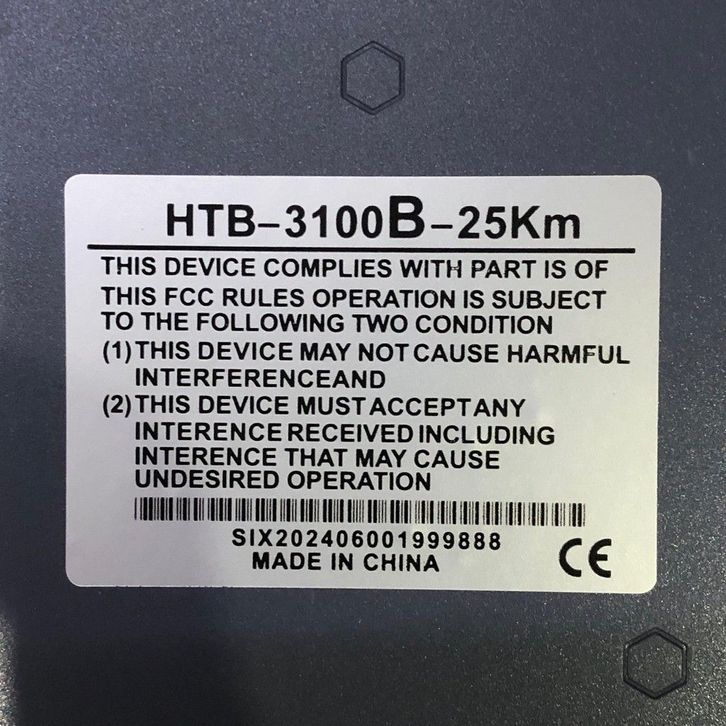 HTB-3100B-25Km
THIS DEVICE COMPLIES WITH PART IS OF
THIS FCC RULES OPERATION IS SUBJECT
TO THE FOLLOWING TWO CONDITION
(1) THIS DEVICE MAY NOT CAUSE HARMFUL
INTERFERENCEAND
(2) THIS DEVICE MUST ACCEPT ANY
INTERENCE RECEIVED INCLUDING
INTERENCE THAT MAY CAUSE
UNDESIRED OPERATION
SIX202406001999888
MADE IN CHINA
CE